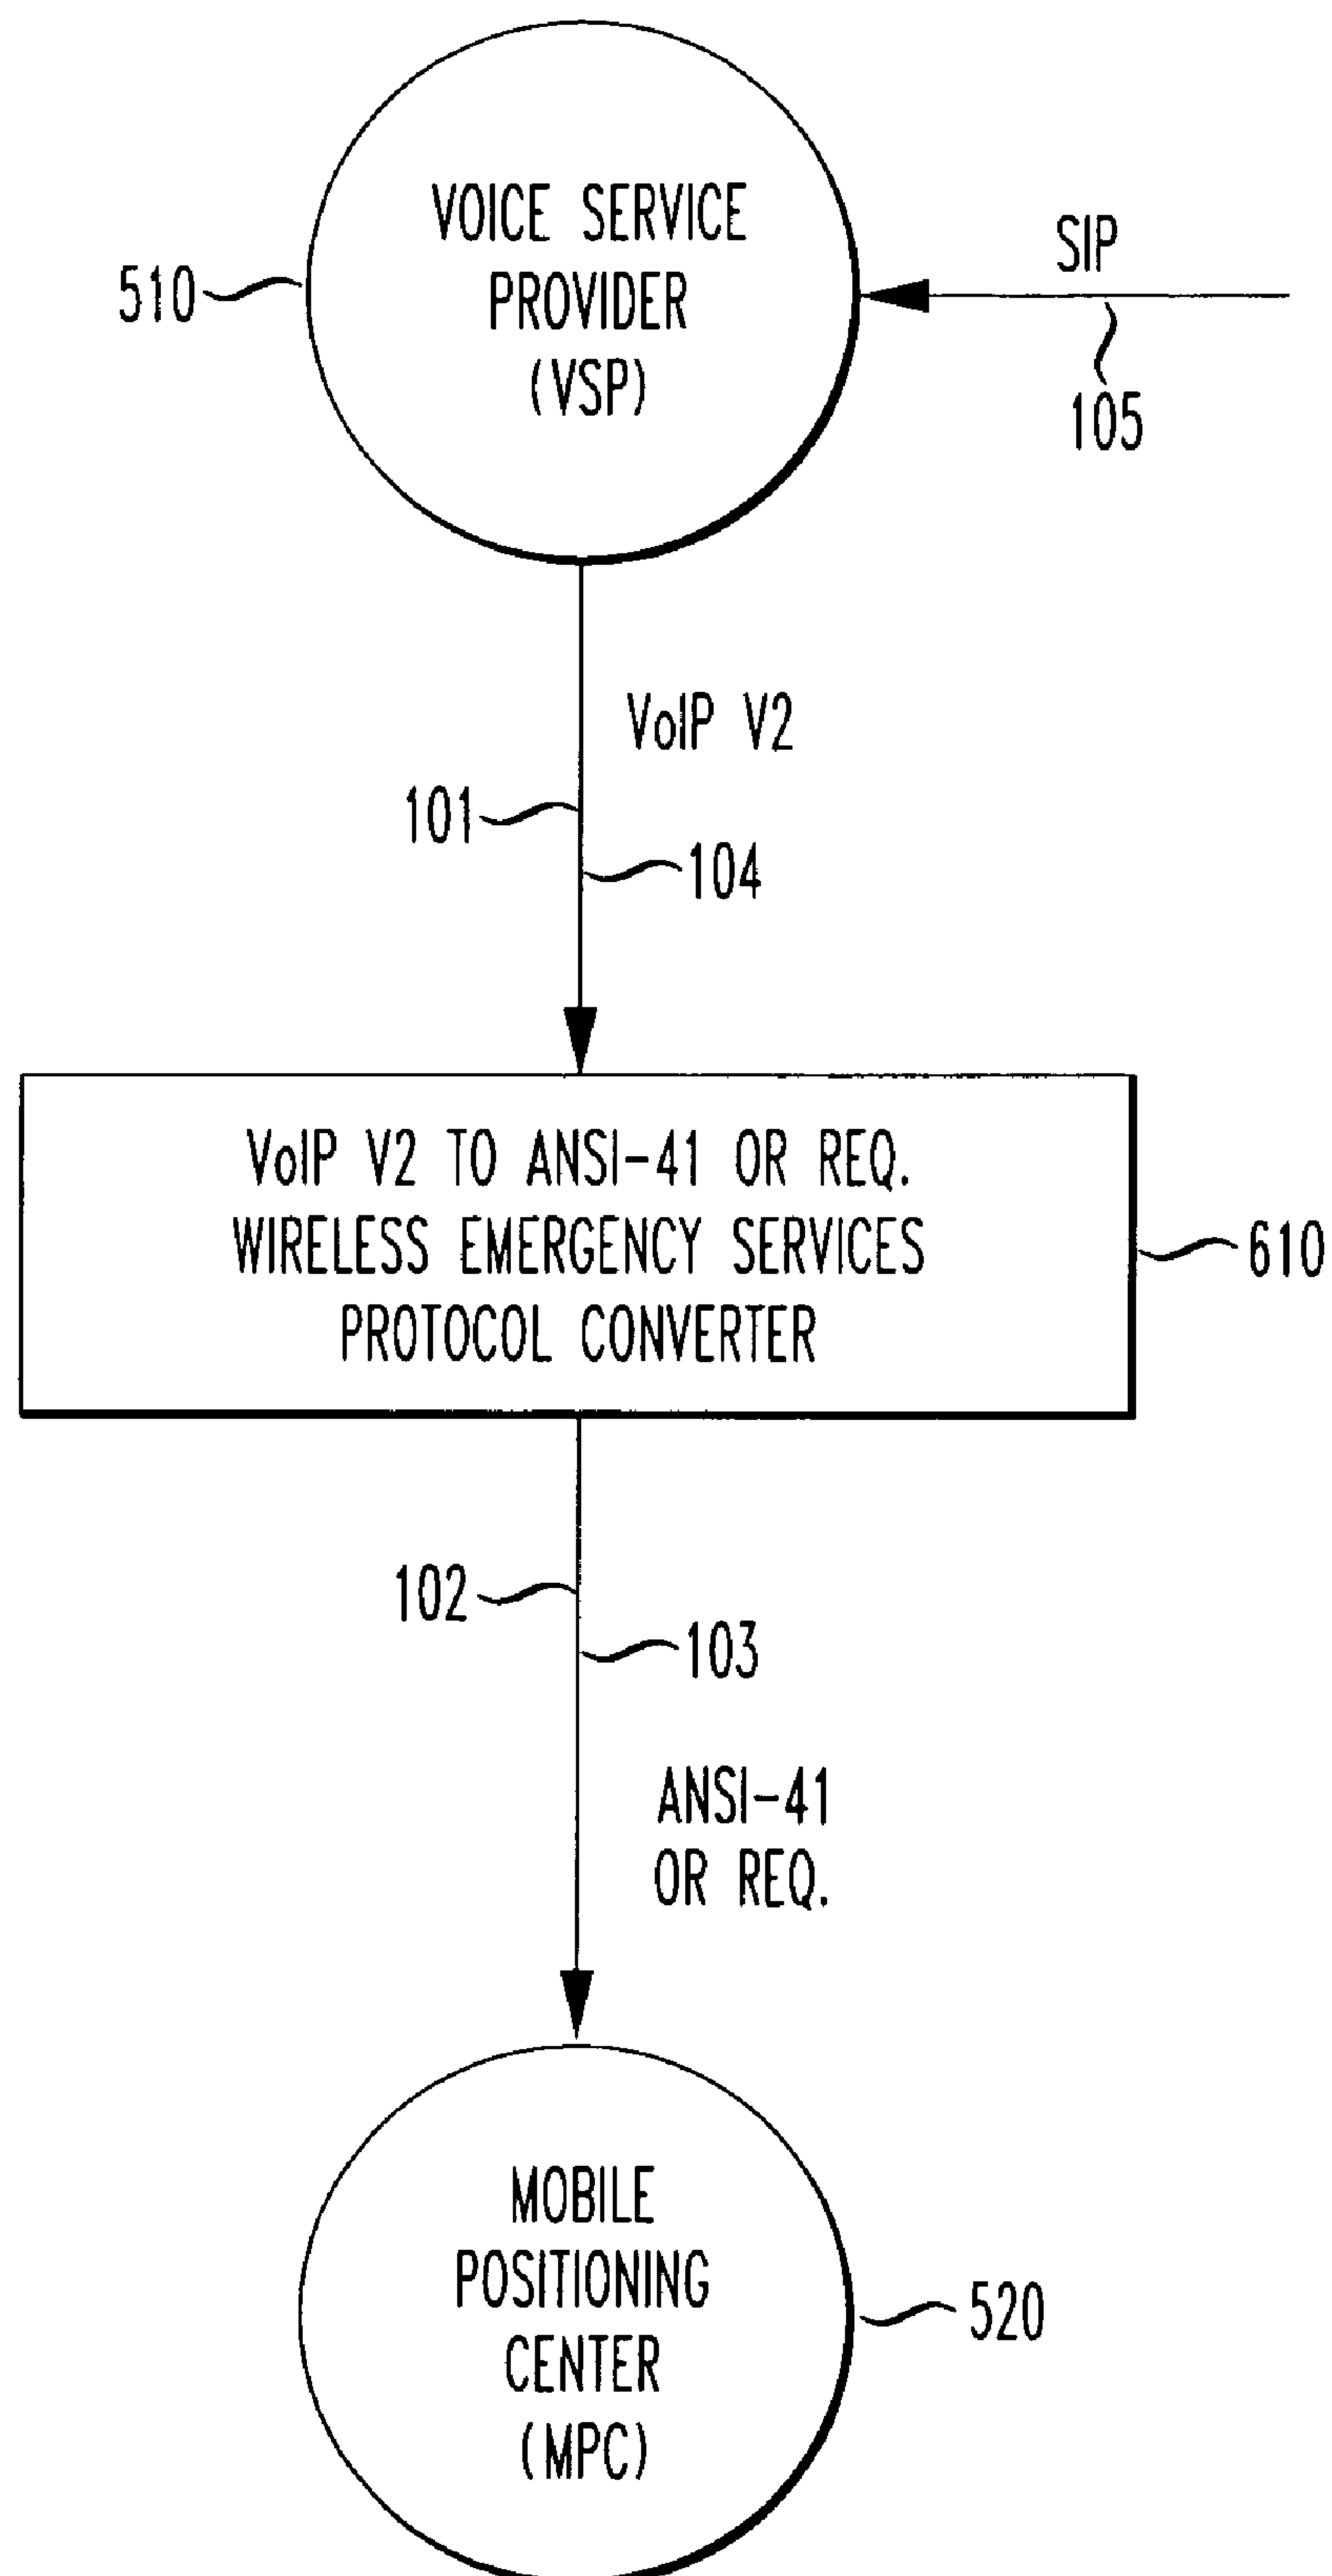 VOICE SERVICE
PROVIDER
(VSP)
510
SIP
105
VoIP V2
101
104
VoIP V2 TO ANSI-41 OR REQ.
WIRELESS EMERGENCY SERVICES
PROTOCOL CONVERTER
610
102
103
ANSI-41
OR REQ.
MOBILE
POSITIONING
CENTER
(MPC)
520